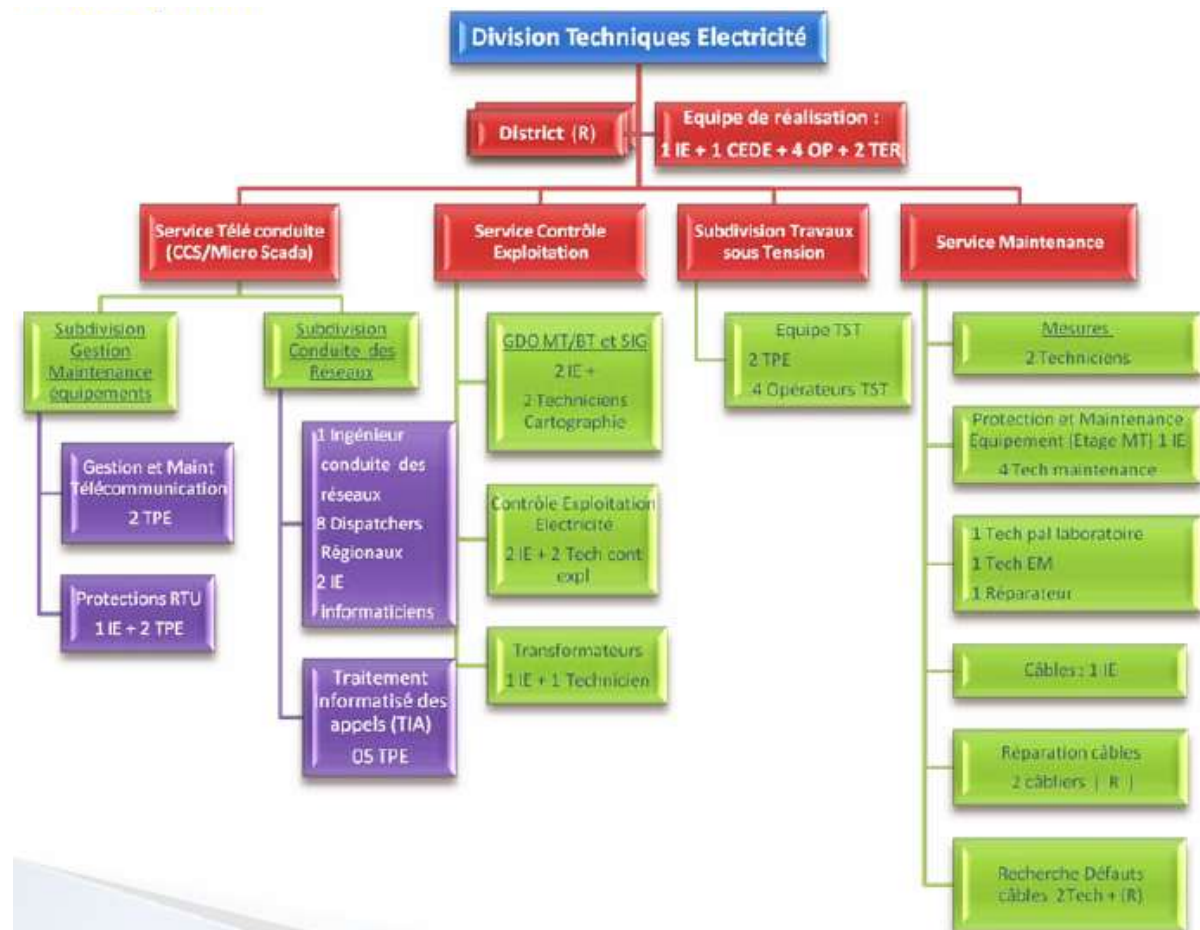 Division Techniques Electricité
District (R)
Equipe de réalisation :
1 IE + 1 CEDE + 4 OP + 2 TER
Service Télé conduite
(CCS/Micro Scada)
Service Contrôle
Exploitation
Subdivision Travaux
sous Tension
Service Maintenance
Subdivision
Gestion
Maintenance
équipements
Gestion et Maint
Télécommunication
2 TPE
Protections RTU
1 IE + 2 TPE
Subdivision
Conduite des
Réseaux
1 Ingénieur
conduite des
réseaux
8 Dispatchers
Régionaux
2 IE
informaticiens
Traitement
informatisé des
appels (TIA)
05 TPE
GDO MT/BT et SIG
2 IE +
2 Techniciens
Cartographie
Contrôle Exploitation
Electricité
2 IE + 2 Tech cont
expl
Transformateurs
1 IE + 1 Technicien
Equipe TST
2 TPE
4 Opérateurs TST
Mesures
2 Techniciens
Protection et Maintenance
Equipement (Etage MT) 1 IE
4 Tech maintenance
1 Tech pal laboratoire
1 Tech EM
1 Réparateur
Câbles : 1 IE
Réparation câbles
2 câbliers ( R )
Recherche Défauts
câbles 2Tech + (R)